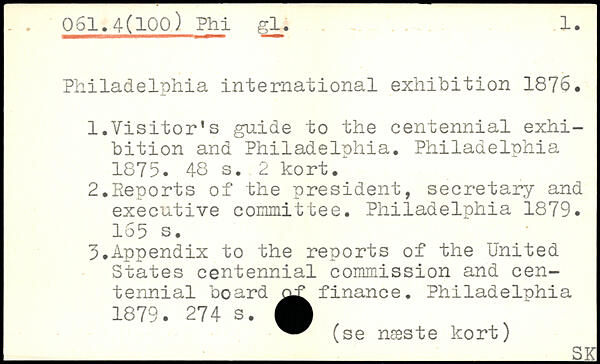 061.4(100) Phi gl. 1.
Philadelphia international exhibition 1876.
1.Visitor's guide to the centennial exhi-
bition and Philadelphia. Philadelphia
1875. 48 s. 2 kort.
2.Reports of the president, secretary and
executive committee. Philadelphia 1879.
165 s.
3.Appendix to the reports of the United
States centennial commission and cen-
tennial board of finance. Philadelphia
1879. 274 s.
(se næste kort)
SK